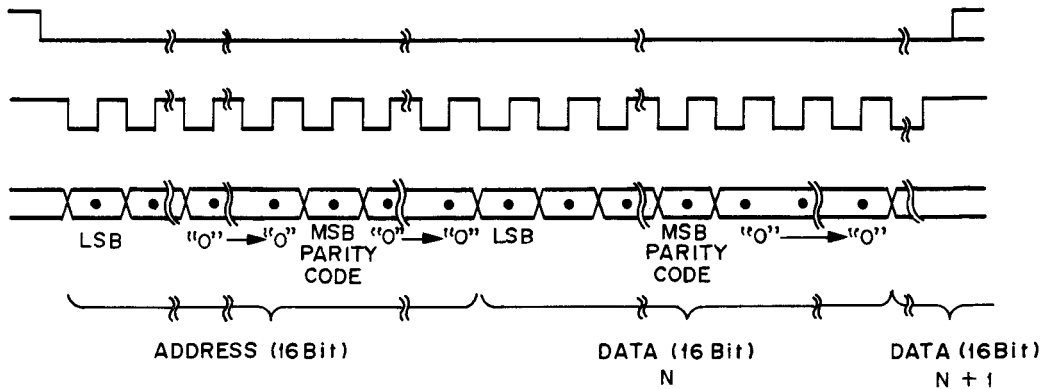 LSB "0" → "0" MSB "0" → "0" LSB MSB "0" → "0"
PARITY PARITY
CODE CODE
ADDRESS (16 Bit) DATA (16 Bit) DATA (16 Bit)
N N + 1